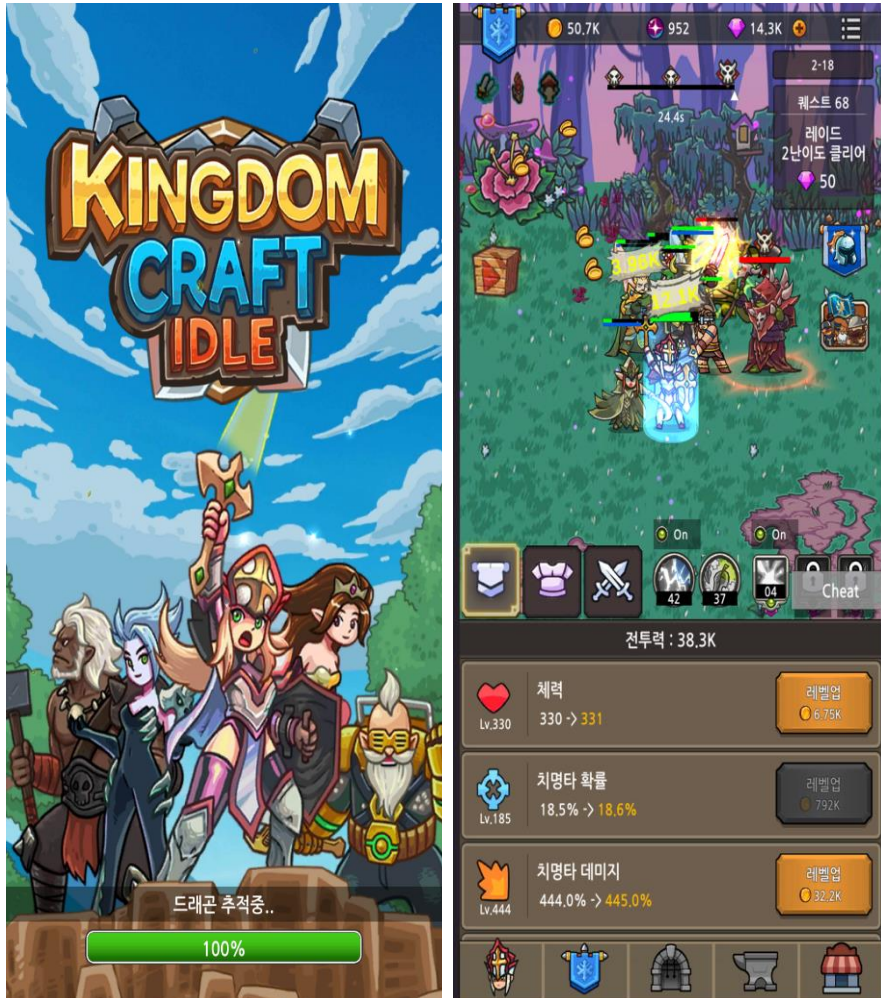 KINGDOM
CRAFT
IDLE
드래곤 추적중..
100%
50.7K
952
14.3K
2-18
24.4s
퀘스트 68
레이드
2난이도 클리어
50
3.96K
12.1K
On
On
42
37
04
Cheat
전투력 : 38.3K
체력
Lv.330
330 -> 331
레벨업
6.75K
치명타 확률
Lv.185
18.5% -> 18.6%
레벨업
792K
치명타 데미지
Lv.444
444.0% -> 445.0%
레벨업
32.2K